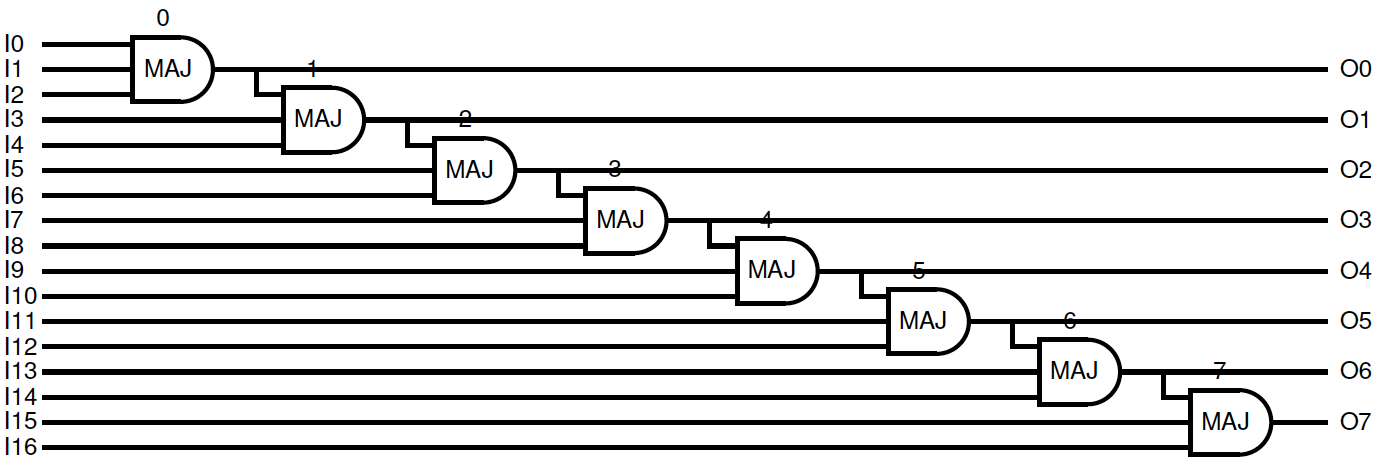 0
I0
I1 MAJ O0
I2 1
I3 MAJ O1
I4 2
I5 MAJ O2
I6 3
I7 MAJ O3
I8 4
I9 MAJ O4
I10 5
I11 MAJ O5
I12 6
I13 MAJ O6
I14 7
I15 MAJ O7
I16